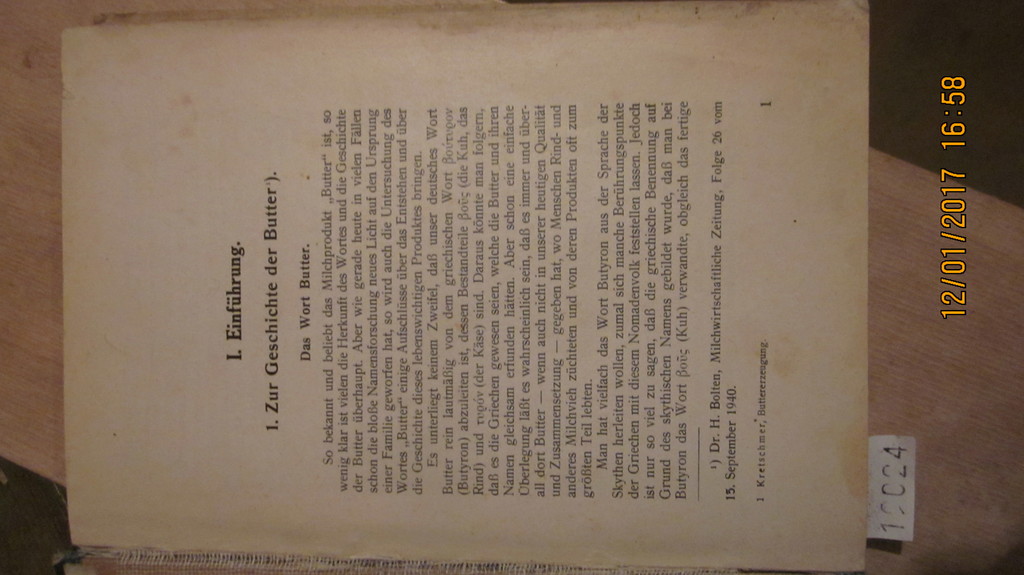 I. Einführung.
1. Zur Geschichte der Butter¹).
Das Wort Butter.
So bekannt und beliebt das Milchprodukt „Butter" ist, so
wenig klar ist vielen die Herkunft des Wortes und die Geschichte
der Butter überhaupt. Aber wie gerade heute in vielen Fällen
schon die bloße Namensforschung neues Licht auf den Ursprung
einer Familie geworfen hat, so wird auch die Untersuchung des
Wortes „Butter" einige Aufschlüsse über das Entstehen und über
die Geschichte dieses lebenswichtigen Produktes bringen.
Es unterliegt keinem Zweifel, daß unser deutsches Wort
Butter rein lautmäßig von dem griechischen Wort βούτυρον
(Butyron) abzuleiten ist, dessen Bestandteile βοῦς (die Kuh, das
Rind) und τυρόν (der Käse) sind. Daraus könnte man folgern,
daß es die Griechen gewesen seien, welche die Butter und ihren
Namen gleichsam erfunden hätten. Aber schon eine einfache
Überlegung läßt es wahrscheinlich sein, daß es immer und über-
all dort Butter — wenn auch nicht in unserer heutigen Qualität
und Zusammensetzung — gegeben hat, wo Menschen Rind- und
anderes Milchvieh züchteten und von deren Produkten oft zum
größten Teil lebten.
Man hat vielfach das Wort Butyron aus der Sprache der
Skythen herleiten wollen, zumal sich manche Berührungspunkte
der Griechen mit diesem Nomadenvolk feststellen lassen. Jedoch
ist nur so viel zu sagen, daß die griechische Benennung auf
Grund des skythischen Namens gebildet wurde, daß man bei
Butyron das Wort βοῦς (Kuh) verwandte, obgleich das fertige
¹) Dr. H. Bolten, Milchwirtschaftliche Zeitung, Folge 26 vom
15. September 1940.
1 Kretschmer, Buttererzeugung.
1
19024
12/01/2017 16:58